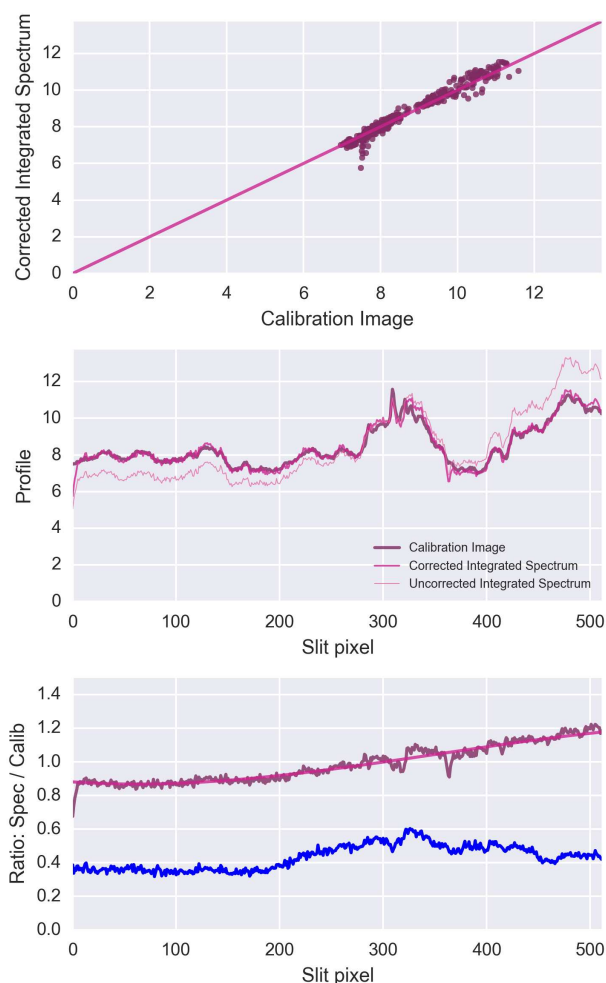 Corrected Integrated Spectrum
12
10
8
6
4
2
0
0 2 4 6 8 10 12
Calibration Image
Profile
12
10
8
6
4
2
0
Calibration Image
Corrected Integrated Spectrum
Uncorrected Integrated Spectrum
0 100 200 300 400 500
Slit pixel
Ratio: Spec / Calib
1.4
1.2
1.0
0.8
0.6
0.4
0.2
0.0
0 100 200 300 400 500
Slit pixel